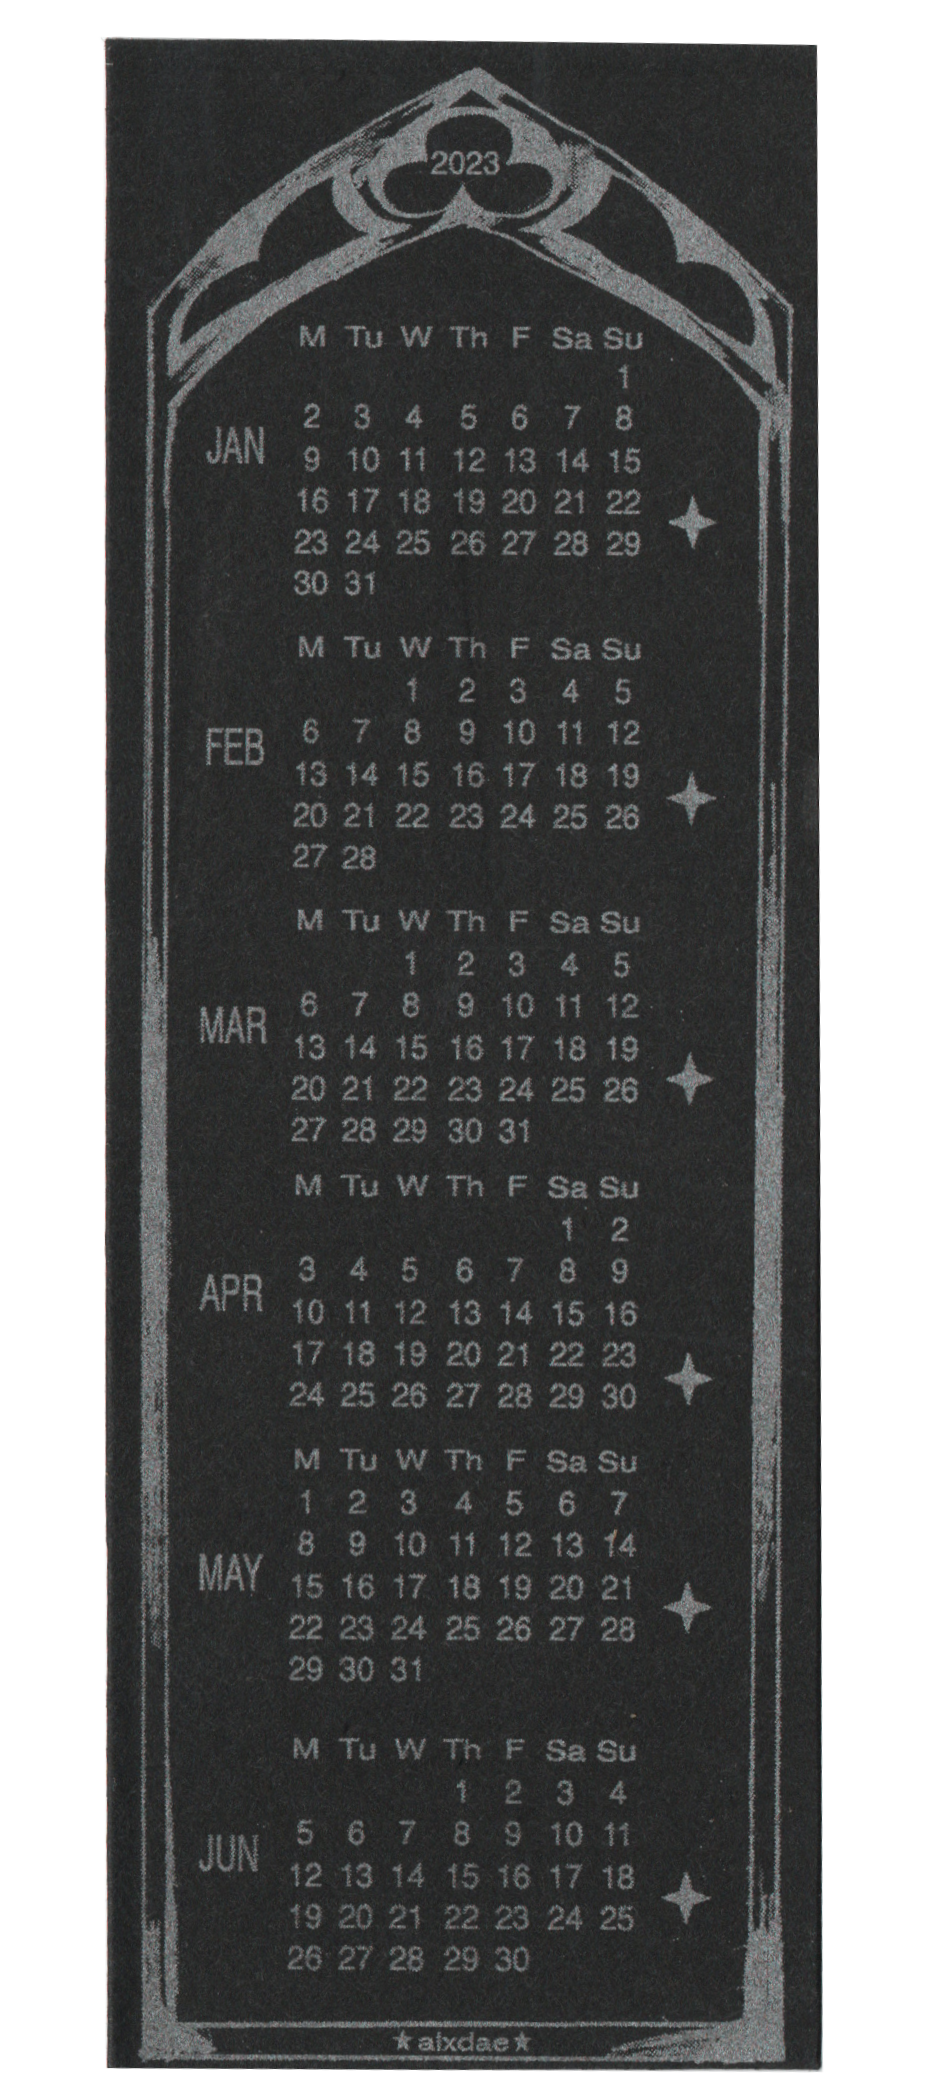 2023
M Tu W Th F Sa Su
1
2 3 4 5 6 7 8
JAN
9 10 11 12 13 14 15
16 17 18 19 20 21 22
23 24 25 26 27 28 29
30 31
M Tu W Th F Sa Su
1 2 3 4 5
6 7 8 9 10 11 12
FEB
13 14 15 16 17 18 19
20 21 22 23 24 25 26
27 28
M Tu W Th F Sa Su
1 2 3 4 5
6 7 8 9 10 11 12
MAR
13 14 15 16 17 18 19
20 21 22 23 24 25 26
27 28 29 30 31
M Tu W Th F Sa Su
1 2
3 4 5 6 7 8 9
APR
10 11 12 13 14 15 16
17 18 19 20 21 22 23
24 25 26 27 28 29 30
M Tu W Th F Sa Su
1 2 3 4 5 6 7
8 9 10 11 12 13 14
MAY
15 16 17 18 19 20 21
22 23 24 25 26 27 28
29 30 31
M Tu W Th F Sa Su
1 2 3 4
5 6 7 8 9 10 11
JUN
12 13 14 15 16 17 18
19 20 21 22 23 24 25
26 27 28 29 30
★alxdae★